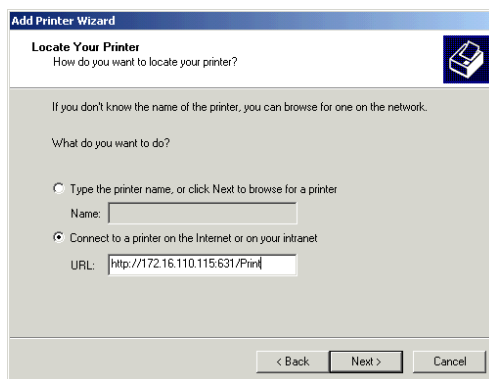 Add Printer Wizard
Locate Your Printer
How do you want to locate your printer?
If you don't know the name of the printer, you can browse for one on the network.
What do you want to do?
Type the printer name, or click Next to browse for a printer
Name:
Connect to a printer on the Internet or on your intranet
URL: http://172.16.110.115:631/Print
< Back Next > Cancel